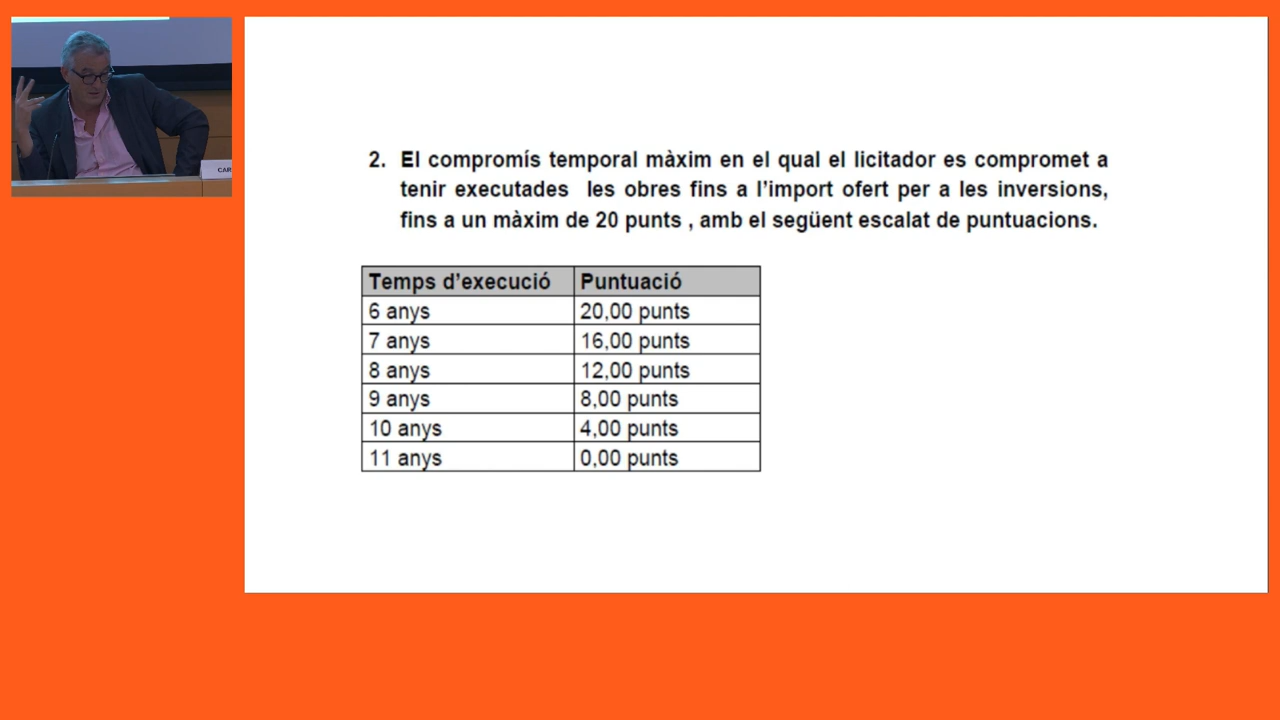 CAR
2. El compromís temporal màxim en el qual el licitador es compromet a
tenir executades les obres fins a l'import ofert per a les inversions,
fins a un màxim de 20 punts , amb el següent escalat de puntuacions.
Temps d'execució Puntuació
6 anys 20,00 punts
7 anys 16,00 punts
8 anys 12,00 punts
9 anys 8,00 punts
10 anys 4,00 punts
11 anys 0,00 punts